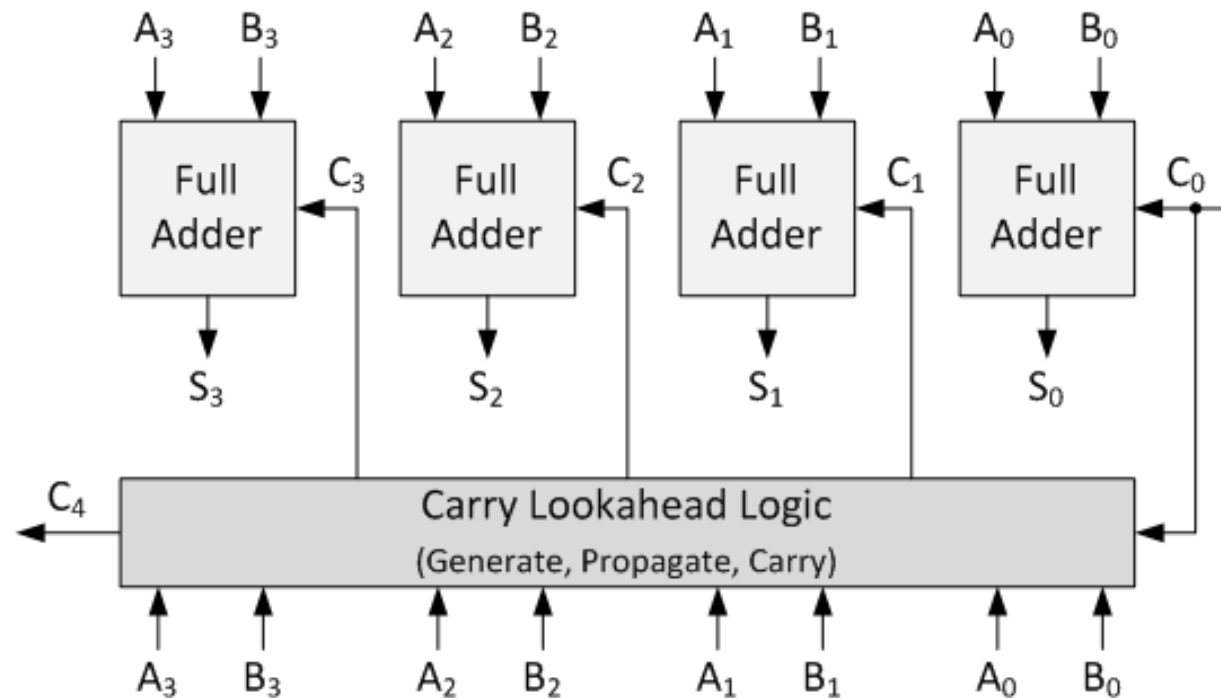 A₃ B₃ A₂ B₂ A₁ B₁ A₀ B₀
Full Adder C₃ Full Adder C₂ Full Adder C₁ Full Adder C₀
S₃ S₂ S₁ S₀
C₄
Carry Lookahead Logic
(Generate, Propagate, Carry)
A₃ B₃ A₂ B₂ A₁ B₁ A₀ B₀